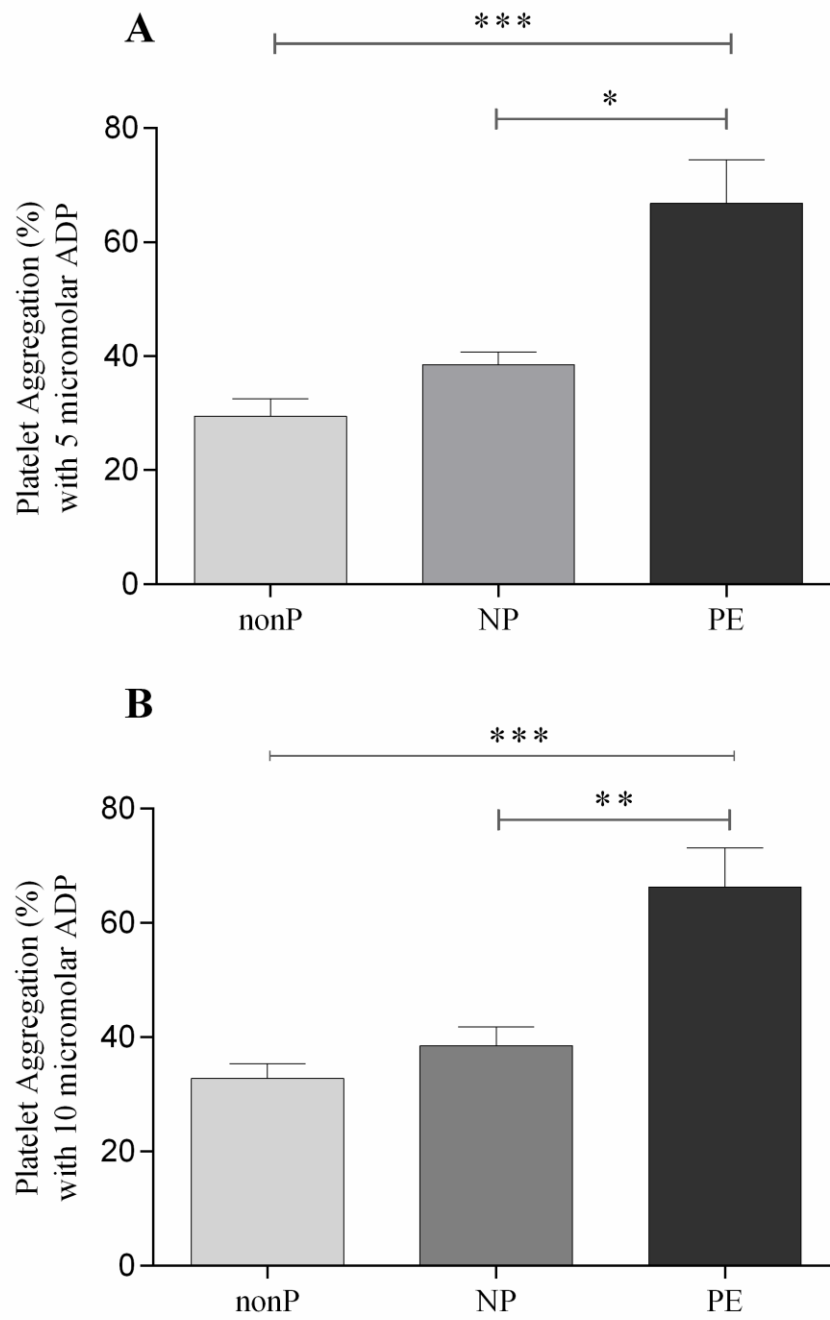 A
***
*
80
60
40
20
0
Platelet Aggregation (%)
with 5 micromolar ADP
nonP NP PE
B
***
**
80
60
40
20
0
Platelet Aggregation (%)
with 10 micromolar ADP
nonP NP PE